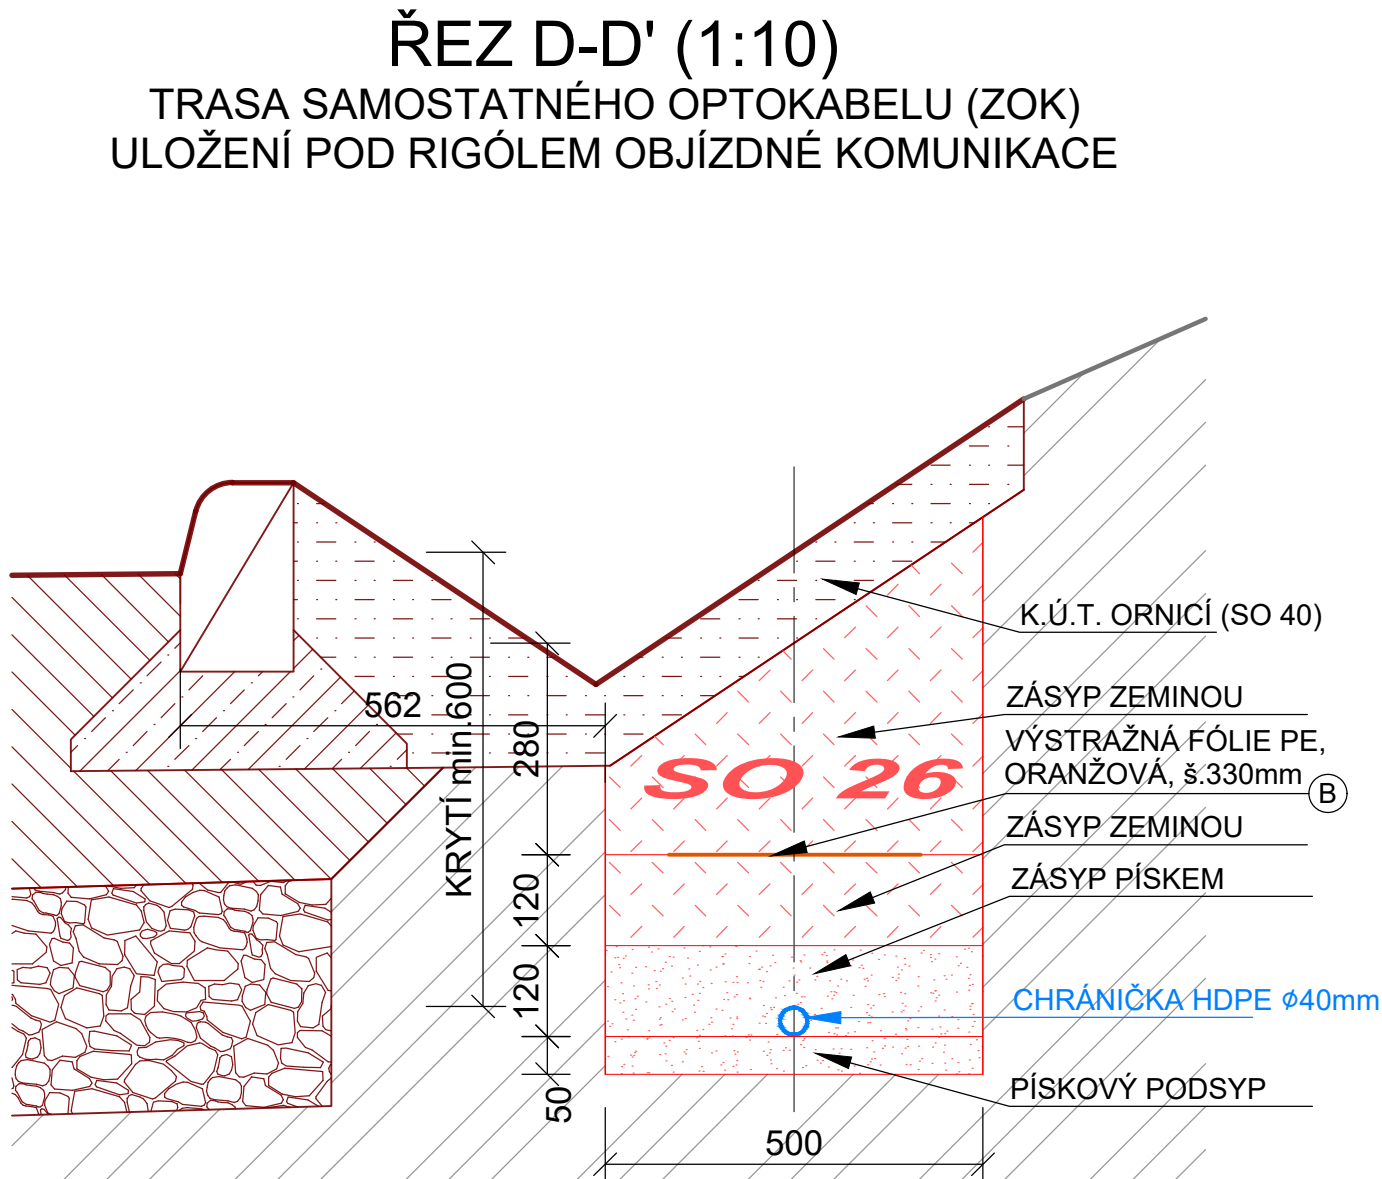 ŘEZ D-D' (1:10)
TRASA SAMOSTATNÉHO OPTOKABELU (ZOK)
ULOŽENÍ POD RIGÓLEM OBJÍZDNÉ KOMUNIKACE
K.Ú.T. ORNICÍ (SO 40)
ZÁSYP ZEMINOU
VÝSTRAŽNÁ FÓLIE PE,
ORANŽOVÁ, š.330mm
B
ZÁSYP ZEMINOU
ZÁSYP PÍSKEM
CHRÁNIČKA HDPE Ø40mm
PÍSKOVÝ PODSYP
SO 26
562
KRYTÍ min.600
280
120
120
50
500